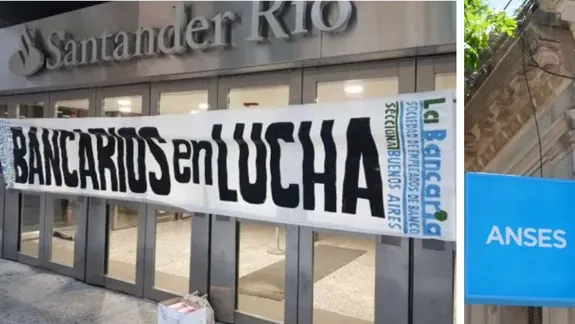 Santander Río
BANCARIOS en LUCHA
La Bancaria
SOCIEDAD DE EMPLEADOS DE BANCO
SECCIONAL BUENOS AIRES
ANSES